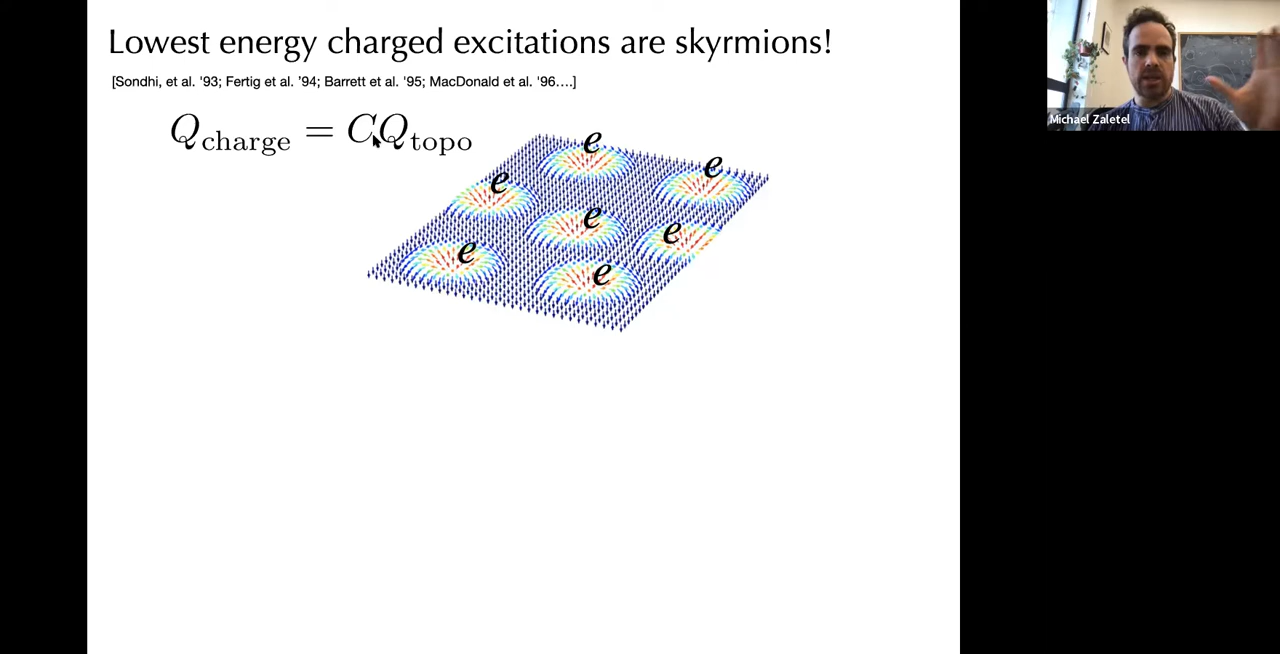 Lowest energy charged excitations are skyrmions!
[Sondhi, et al. '93; Fertig et al. '94; Barrett et al. '95; MacDonald et al. '96....]
Q_charge = CQ_topo
e
e
e
e
e
e
e
Michael Zaletel